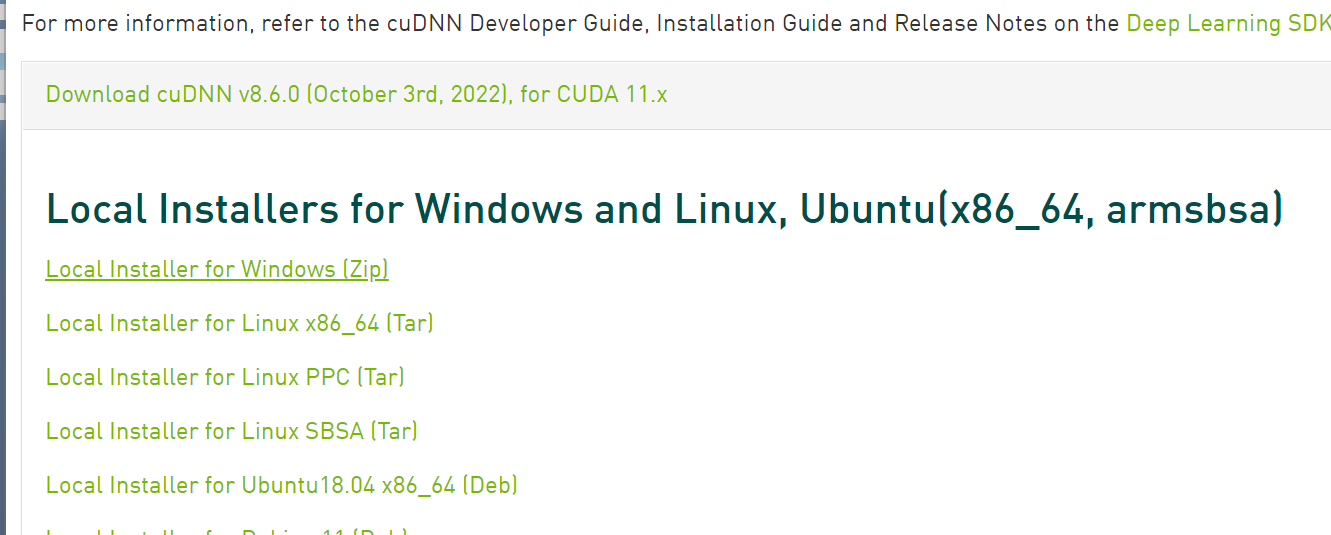 For more information, refer to the cuDNN Developer Guide, Installation Guide and Release Notes on the Deep Learning SDK
Download cuDNN v8.6.0 (October 3rd, 2022), for CUDA 11.x
Local Installers for Windows and Linux, Ubuntu(x86_64, armsbsa)
Local Installer for Windows (Zip)
Local Installer for Linux x86_64 (Tar)
Local Installer for Linux PPC (Tar)
Local Installer for Linux SBSA (Tar)
Local Installer for Ubuntu18.04 x86_64 (Deb)